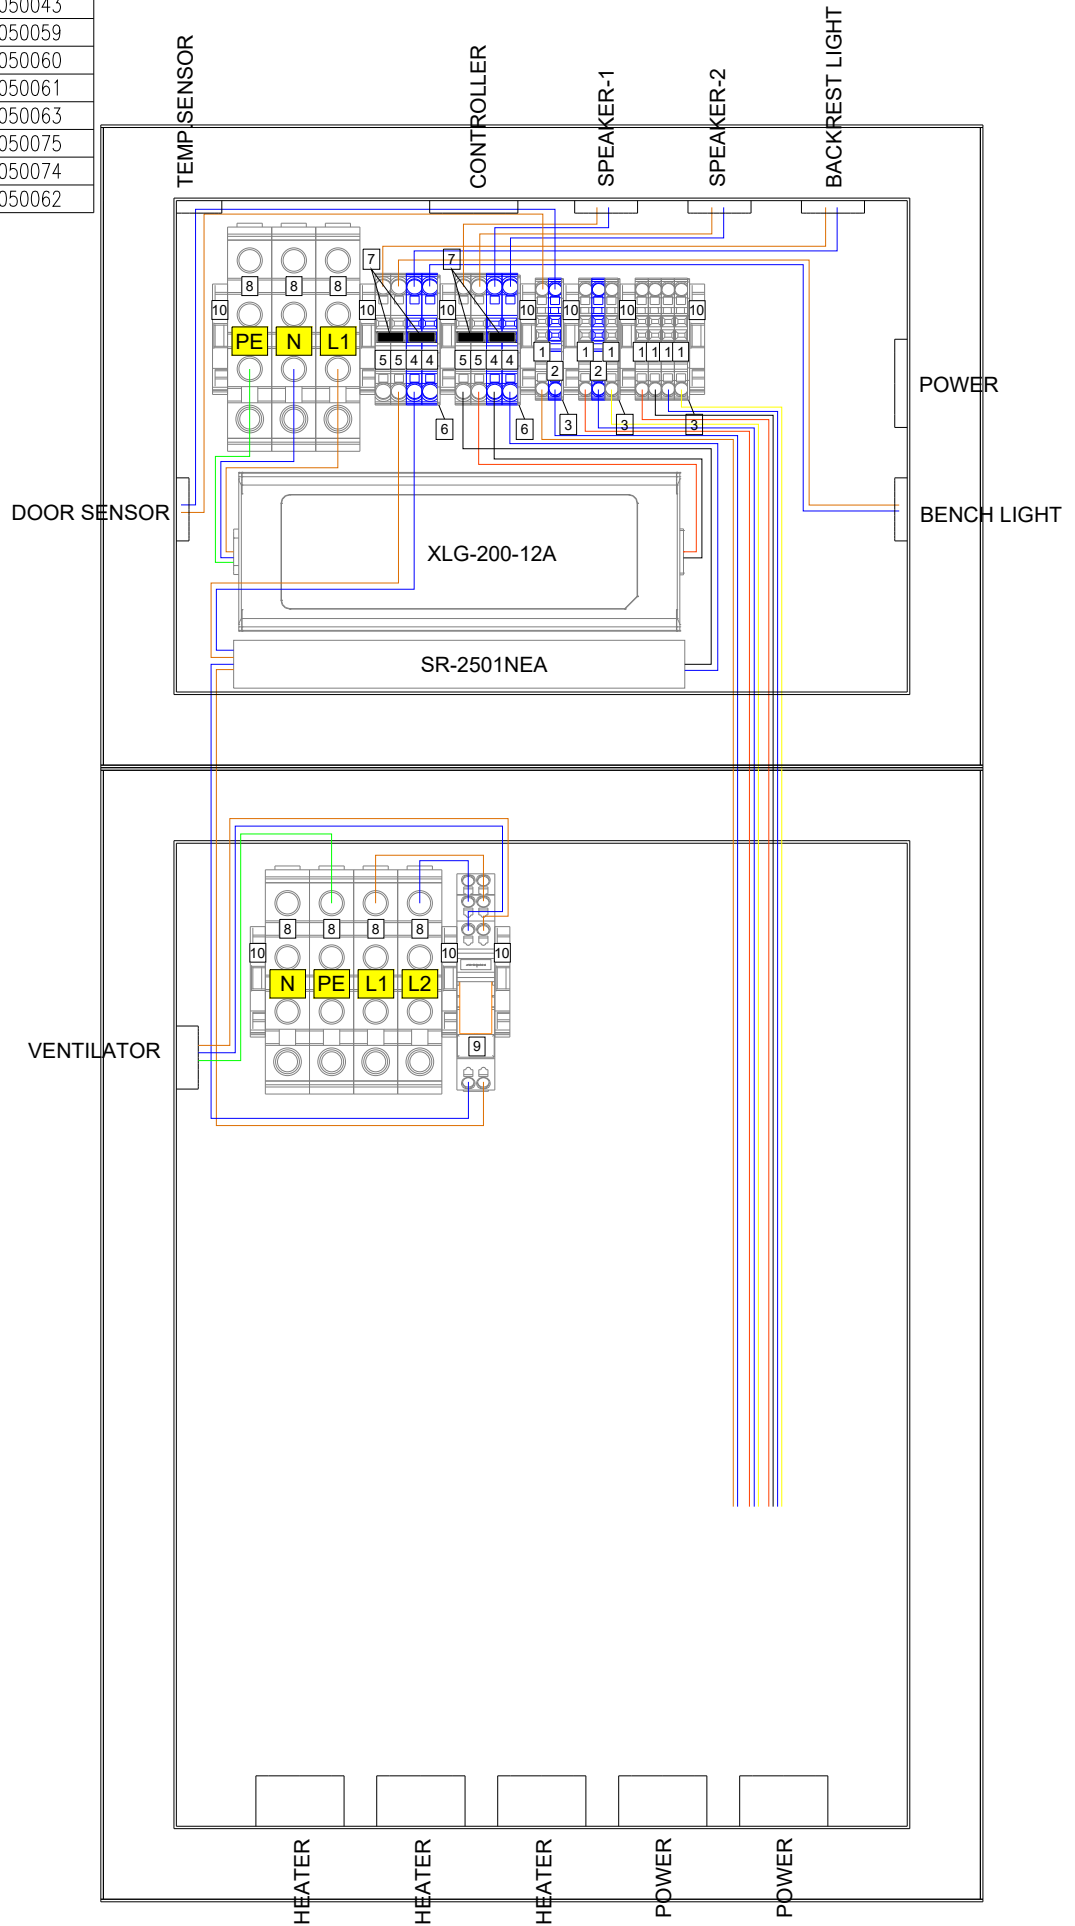 050043
050059
050060
050061
050063
050075
050074
050062
TEMP.SENSOR
CONTROLLER
SPEAKER-1
SPEAKER-2
BACKREST LIGHT
7
7
8
8
8
10
10
10
10
10
10
10
PE
N
L1
5
5
4
4
5
5
4
4
1
1
1
1
1
1
1
2
2
6
6
3
3
3
POWER
DOOR SENSOR
BENCH LIGHT
XLG-200-12A
SR-2501NEA
8
8
8
8
10
10
10
N
PE
L1
L2
9
VENTILATOR
HEATER
HEATER
HEATER
POWER
POWER